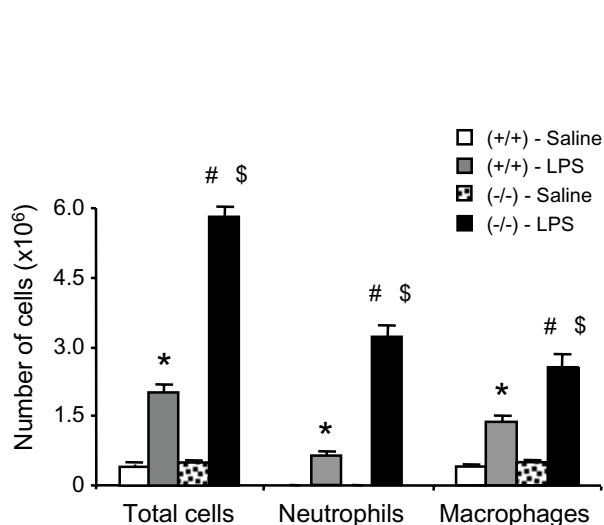 (+/+) - Saline
(+/+) - LPS
(-/-) - Saline
(-/-) - LPS
Number of cells (x10⁶)
6.0
4.5
3.0
1.5
0
# $
*
# $
*
# $
*
Total cells
Neutrophils
Macrophages